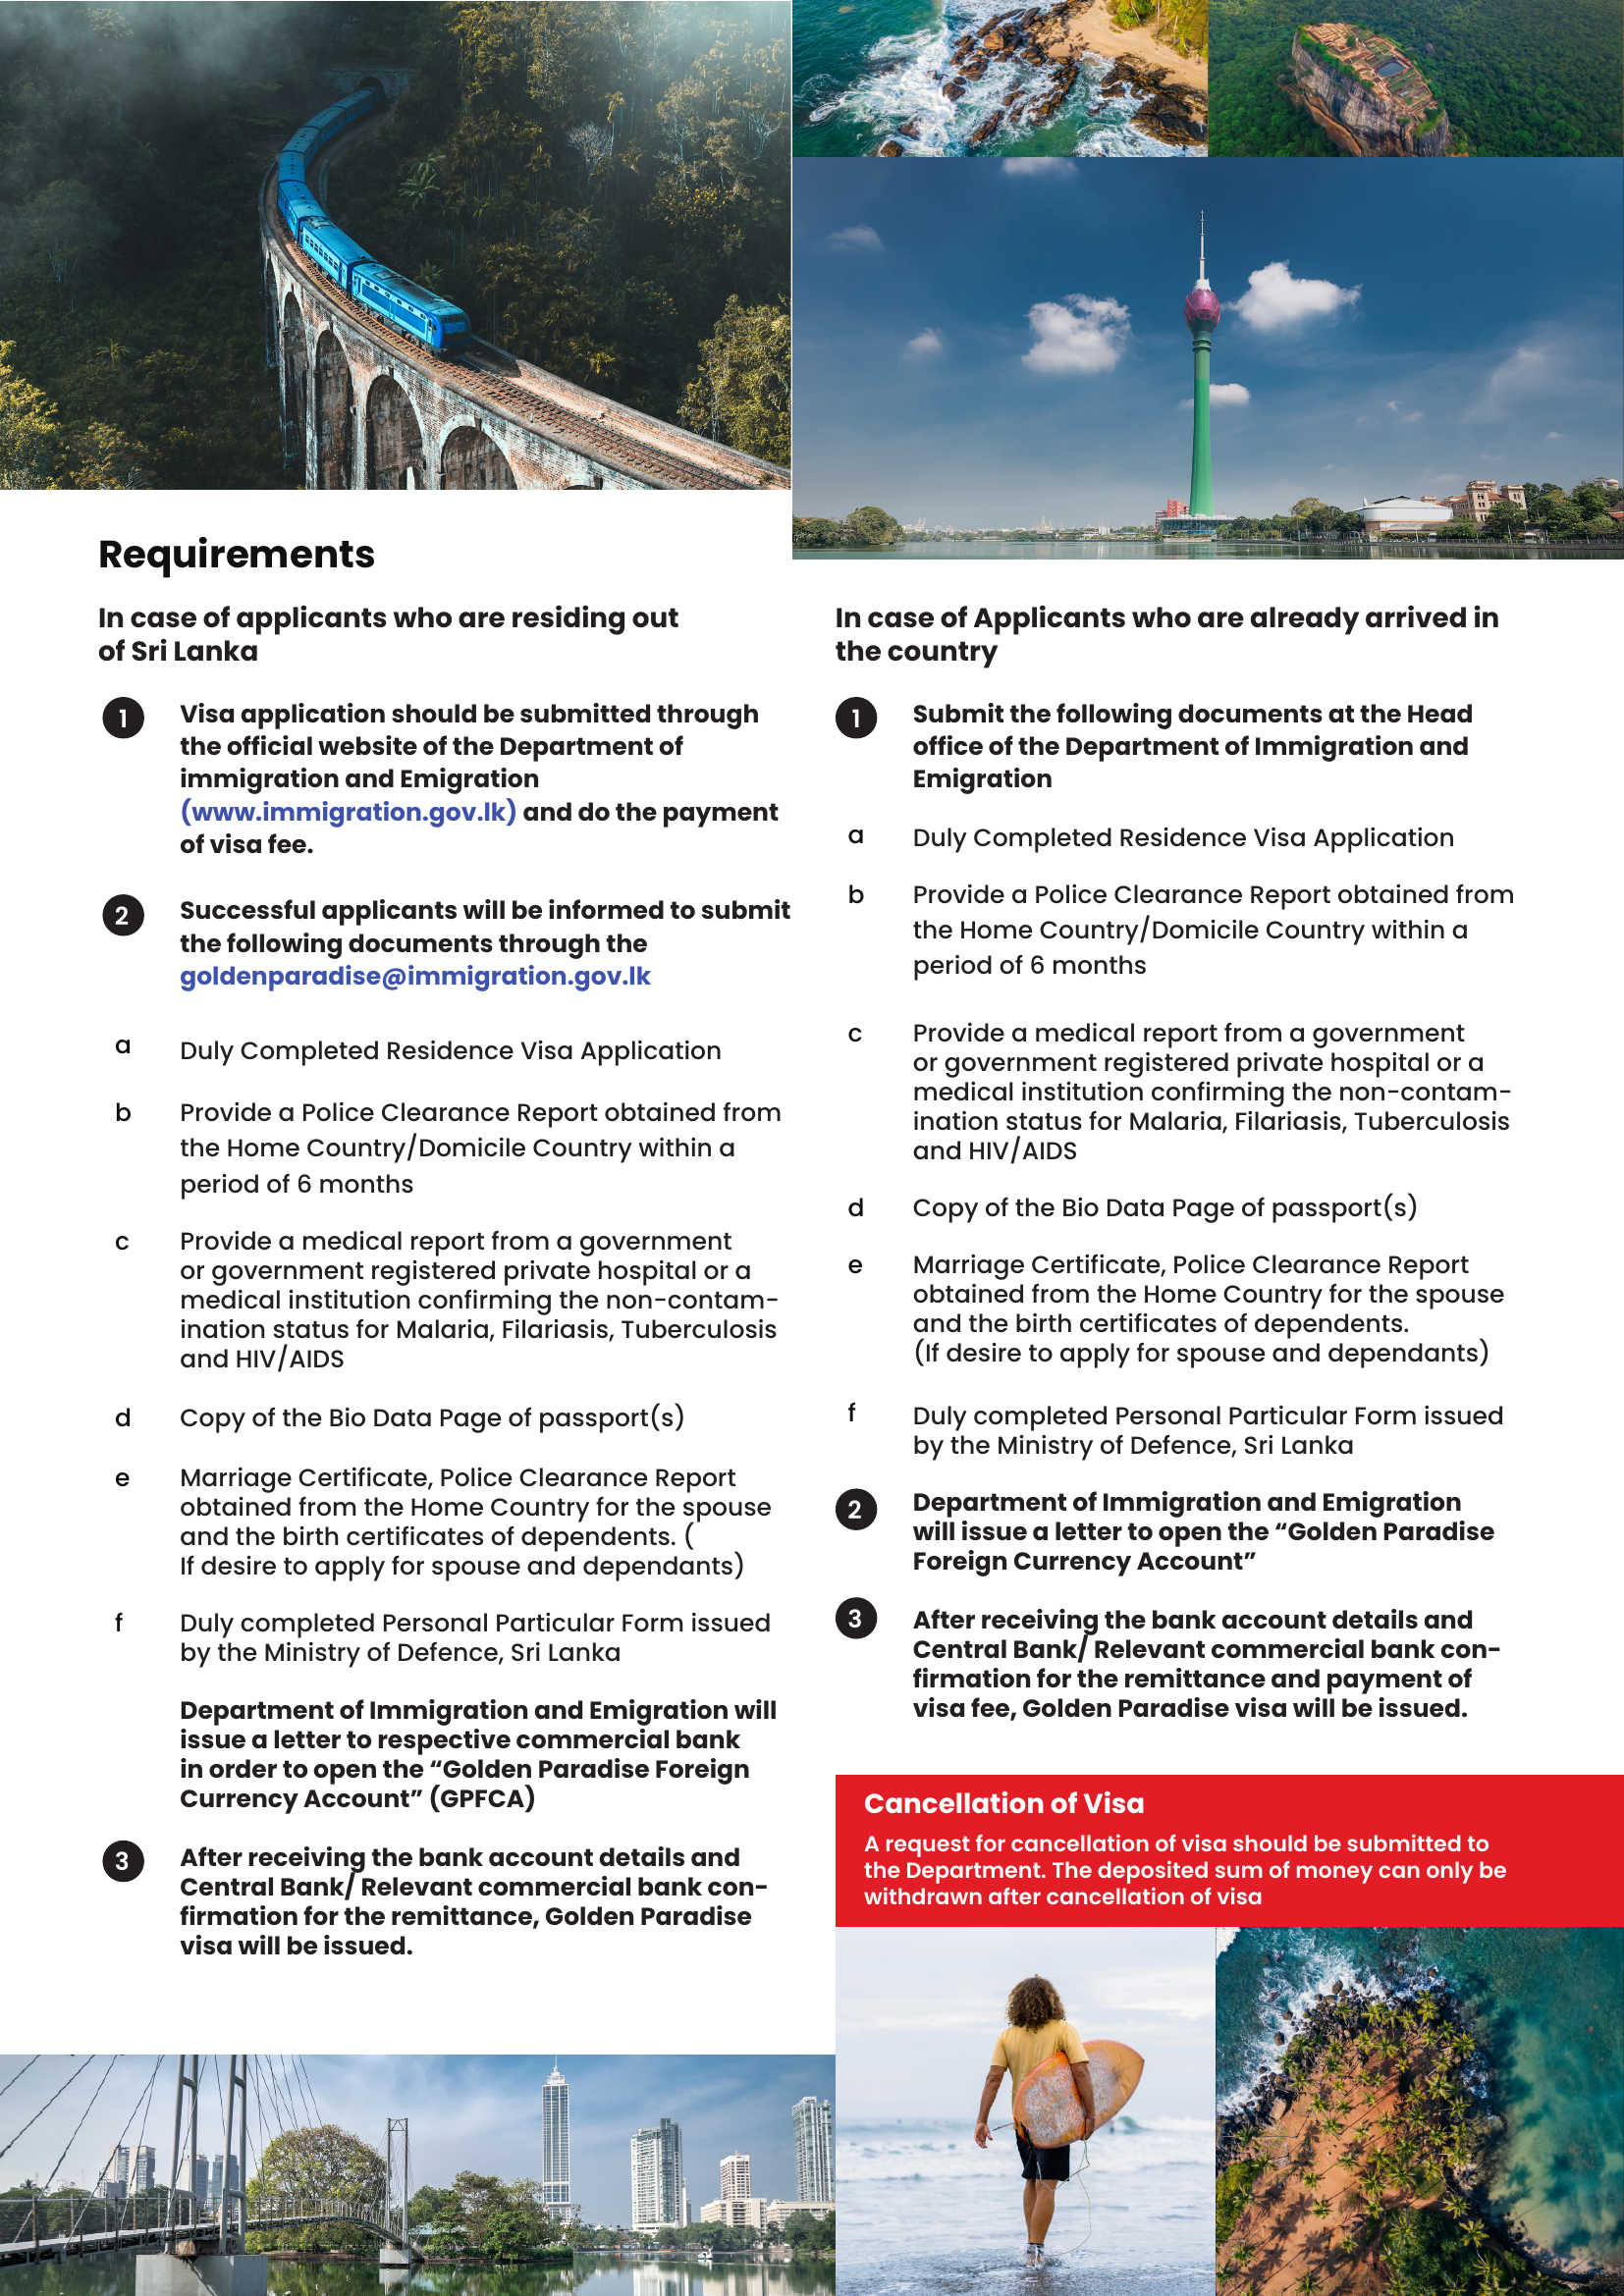 Requirements
In case of applicants who are residing out
of Sri Lanka
1
Visa application should be submitted through
the official website of the Department of
immigration and Emigration
(www.immigration.gov.lk) and do the payment
of visa fee.
2
Successful applicants will be informed to submit
the following documents through the
goldenparadise@immigration.gov.lk
a
Duly Completed Residence Visa Application
b
Provide a Police Clearance Report obtained from
the Home Country/Domicile Country within a
period of 6 months
c
Provide a medical report from a government
or government registered private hospital or a
medical institution confirming the non-contam-
ination status for Malaria, Filariasis, Tuberculosis
and HIV/AIDS
d
Copy of the Bio Data Page of passport(s)
e
Marriage Certificate, Police Clearance Report
obtained from the Home Country for the spouse
and the birth certificates of dependents. (
If desire to apply for spouse and dependants)
f
Duly completed Personal Particular Form issued
by the Ministry of Defence, Sri Lanka
Department of Immigration and Emigration will
issue a letter to respective commercial bank
in order to open the “Golden Paradise Foreign
Currency Account” (GPFCA)
3
After receiving the bank account details and
Central Bank/ Relevant commercial bank con-
firmation for the remittance, Golden Paradise
visa will be issued.
In case of Applicants who are already arrived in
the country
1
Submit the following documents at the Head
office of the Department of Immigration and
Emigration
a
Duly Completed Residence Visa Application
b
Provide a Police Clearance Report obtained from
the Home Country/Domicile Country within a
period of 6 months
c
Provide a medical report from a government
or government registered private hospital or a
medical institution confirming the non-contam-
ination status for Malaria, Filariasis, Tuberculosis
and HIV/AIDS
d
Copy of the Bio Data Page of passport(s)
e
Marriage Certificate, Police Clearance Report
obtained from the Home Country for the spouse
and the birth certificates of dependents.
(If desire to apply for spouse and dependants)
f
Duly completed Personal Particular Form issued
by the Ministry of Defence, Sri Lanka
2
Department of Immigration and Emigration
will issue a letter to open the “Golden Paradise
Foreign Currency Account”
3
After receiving the bank account details and
Central Bank/ Relevant commercial bank con-
firmation for the remittance and payment of
visa fee, Golden Paradise visa will be issued.
Cancellation of Visa
A request for cancellation of visa should be submitted to
the Department. The deposited sum of money can only be
withdrawn after cancellation of visa